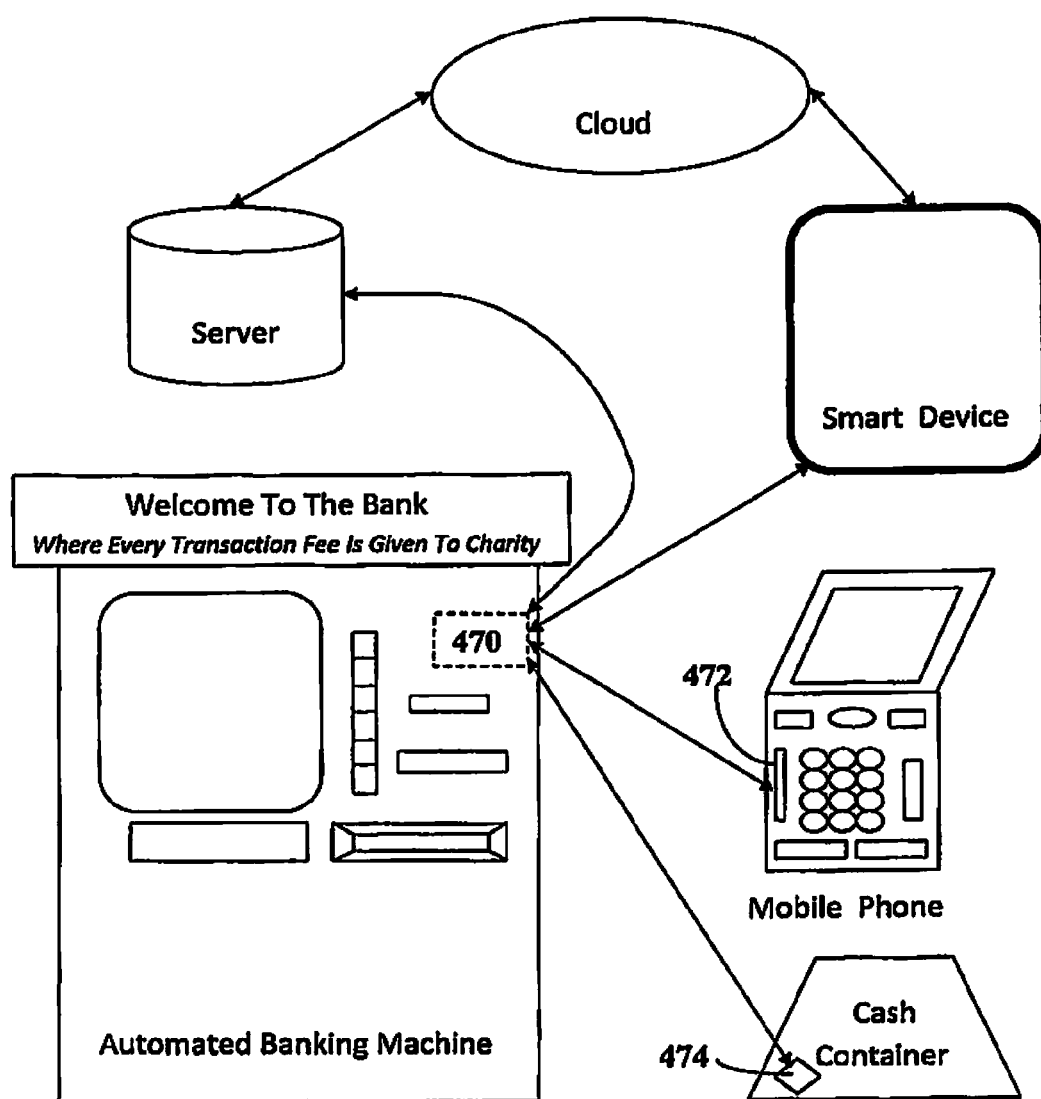 Cloud
Server
Smart Device
Welcome To The Bank
Where Every Transaction Fee Is Given To Charity
470
472
Mobile Phone
Automated Banking Machine
Cash
Container
474